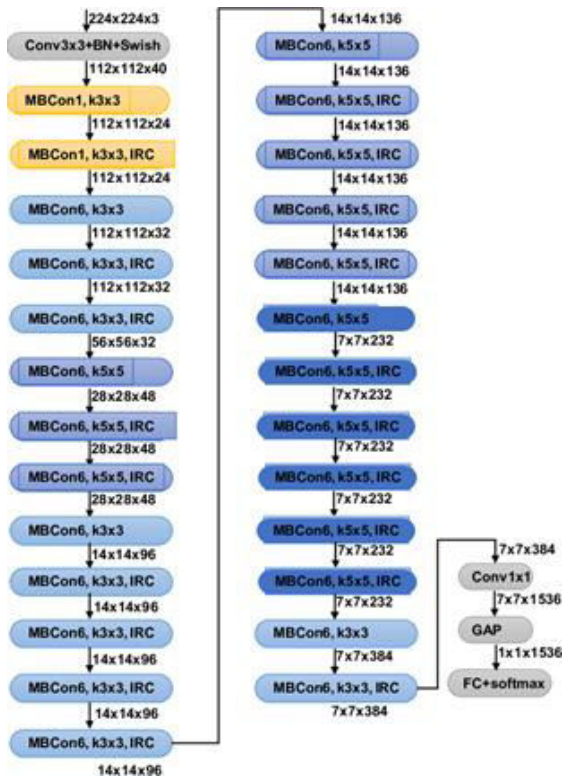 224x224x3
Conv3x3+BN+Swish
112x112x40
MBCon1, k3x3
112x112x24
MBCon1, k3x3, IRC
112x112x24
MBCon6, k3x3
112x112x32
MBCon6, k3x3, IRC
112x112x32
MBCon6, k3x3, IRC
56x56x32
MBCon6, k5x5
28x28x48
MBCon6, k5x5, IRC
28x28x48
MBCon6, k5x5, IRC
28x28x48
MBCon6, k3x3
14x14x96
MBCon6, k3x3, IRC
14x14x96
MBCon6, k3x3, IRC
14x14x96
MBCon6, k3x3, IRC
14x14x96
MBCon6, k3x3, IRC
14x14x96
14x14x136
MBCon6, k5x5
14x14x136
MBCon6, k5x5, IRC
14x14x136
MBCon6, k5x5, IRC
14x14x136
MBCon6, k5x5, IRC
14x14x136
MBCon6, k5x5, IRC
14x14x136
MBCon6, k5x5
7x7x232
MBCon6, k5x5, IRC
7x7x232
MBCon6, k5x5, IRC
7x7x232
MBCon6, k5x5, IRC
7x7x232
MBCon6, k5x5, IRC
7x7x232
MBCon6, k5x5, IRC
7x7x232
MBCon6, k3x3
7x7x384
MBCon6, k3x3, IRC
7x7x384
7x7x384
Conv1x1
7x7x1536
GAP
1x1x1536
FC+softmax